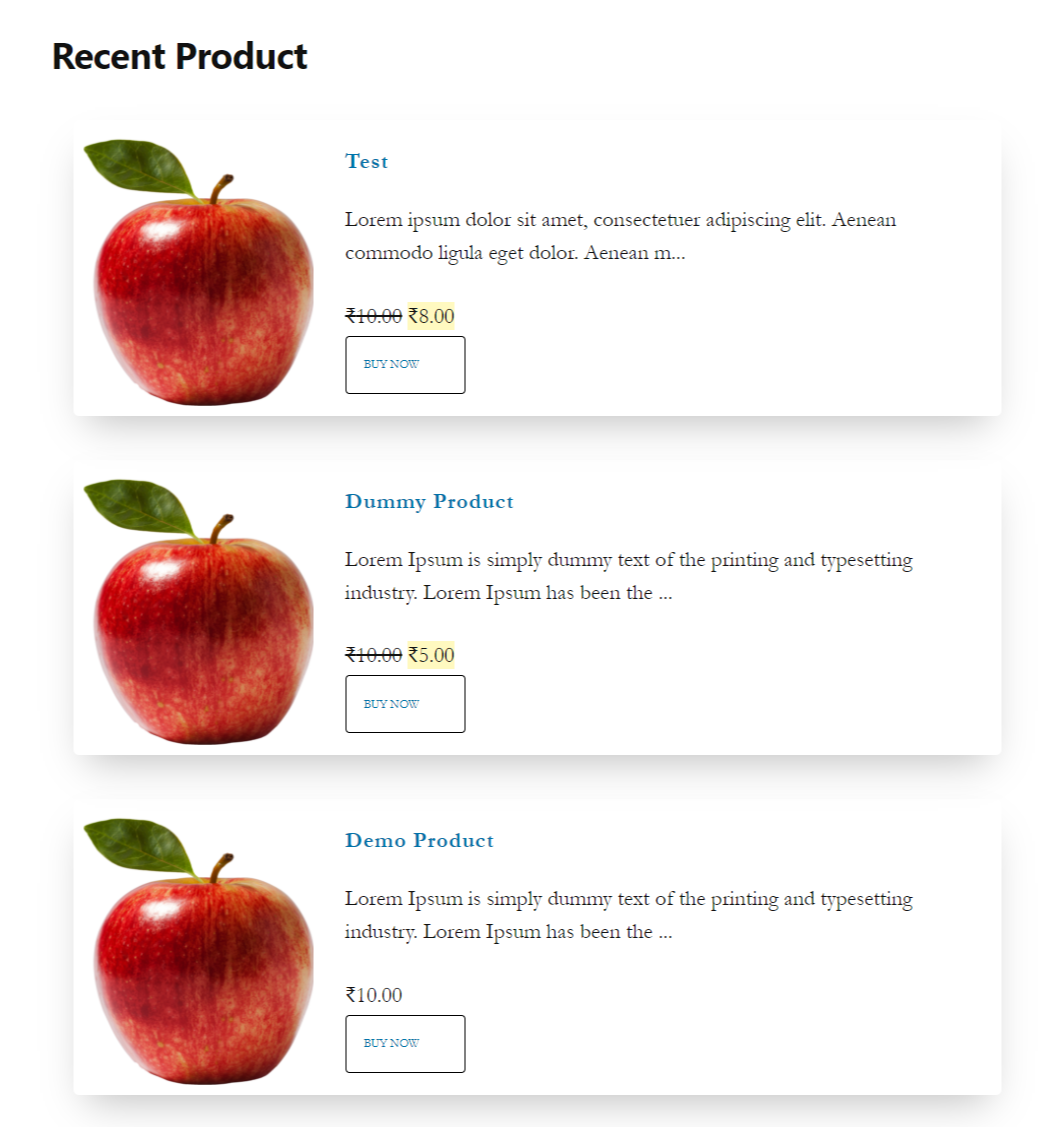 Recent Product
Test
Lorem ipsum dolor sit amet, consectetuer adipiscing elit. Aenean
commodo ligula eget dolor. Aenean m...
₹10.00 ₹8.00
BUY NOW
Dummy Product
Lorem Ipsum is simply dummy text of the printing and typesetting
industry. Lorem Ipsum has been the ...
₹10.00 ₹5.00
BUY NOW
Demo Product
Lorem Ipsum is simply dummy text of the printing and typesetting
industry. Lorem Ipsum has been the ...
₹10.00
BUY NOW